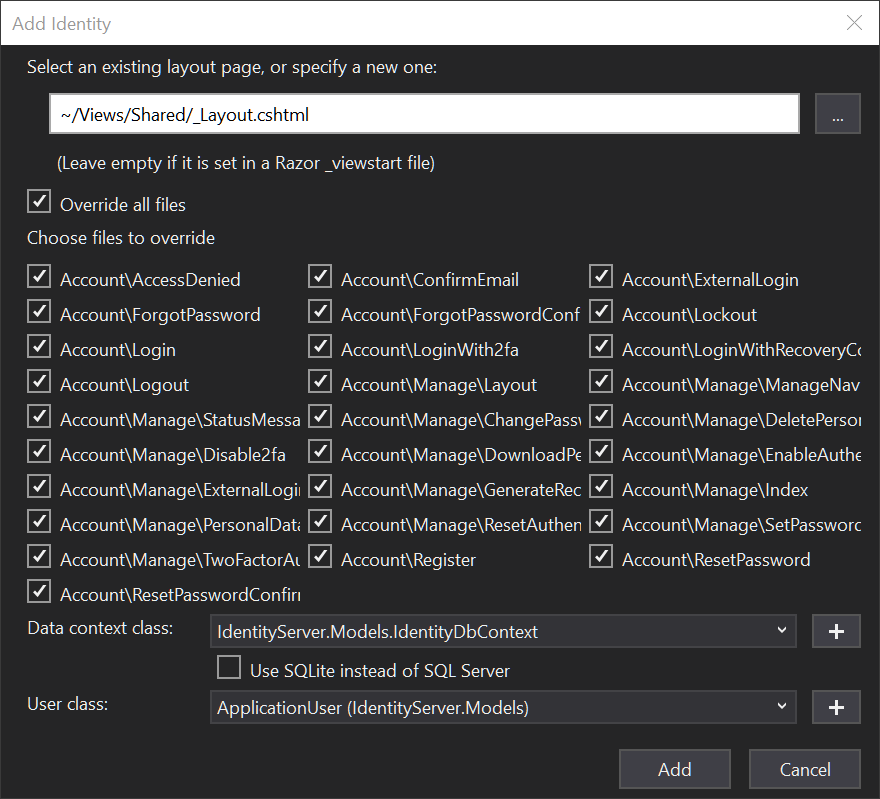 Add Identity
Select an existing layout page, or specify a new one:
~/Views/Shared/_Layout.cshtml
...
(Leave empty if it is set in a Razor _viewstart file)
Override all files
Choose files to override
Account\AccessDenied Account\ConfirmEmail Account\ExternalLogin
Account\ForgotPassword Account\ForgotPasswordConf Account\Lockout
Account\Login Account\LoginWith2fa Account\LoginWithRecoveryCo
Account\Logout Account\Manage\Layout Account\Manage\ManageNav
Account\Manage\StatusMessa Account\Manage\ChangePassw Account\Manage\DeletePerson
Account\Manage\Disable2fa Account\Manage\DownloadPe Account\Manage\EnableAuthe
Account\Manage\ExternalLogin Account\Manage\GenerateRec Account\Manage\Index
Account\Manage\PersonalData Account\Manage\ResetAuthen Account\Manage\SetPassword
Account\Manage\TwoFactorAu Account\Register Account\ResetPassword
Account\ResetPasswordConfirm
Data context class: IdentityServer.Models.IdentityDbContext
Use SQLite instead of SQL Server
User class: ApplicationUser (IdentityServer.Models)
Add Cancel